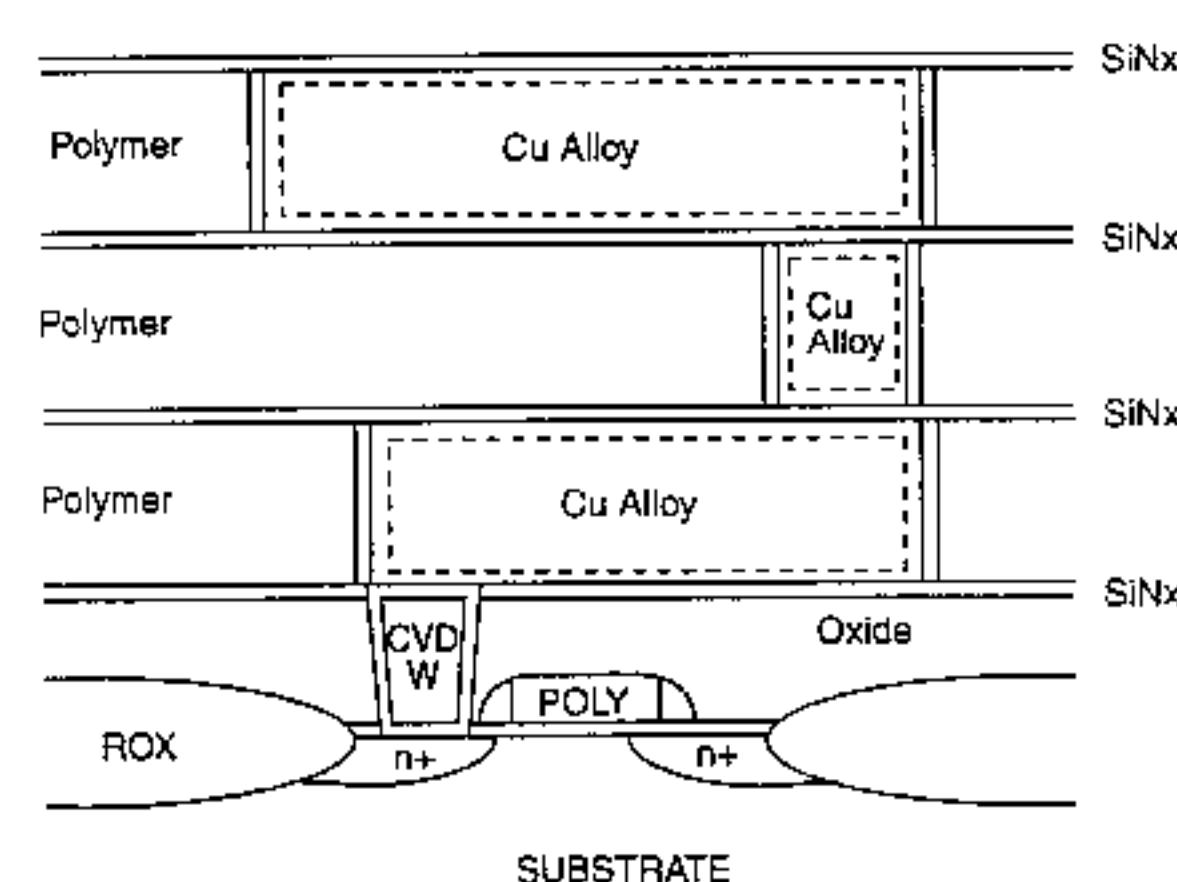 SiNx
Polymer
Cu Alloy
SiNx
Polymer
Cu
Alloy
SiNx
Polymer
Cu Alloy
SiNx
Oxide
CVD
W
POLY
ROX
n+
n+
SUBSTRATE